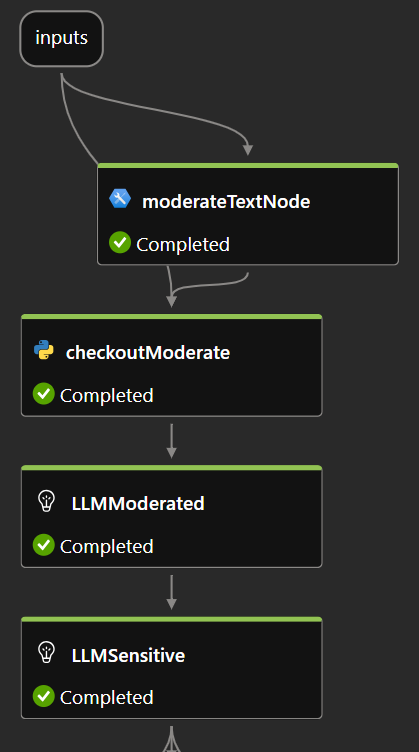 inputs
moderateTextNode
Completed
checkoutModerate
Completed
LLMModerated
Completed
LLMSensitive
Completed